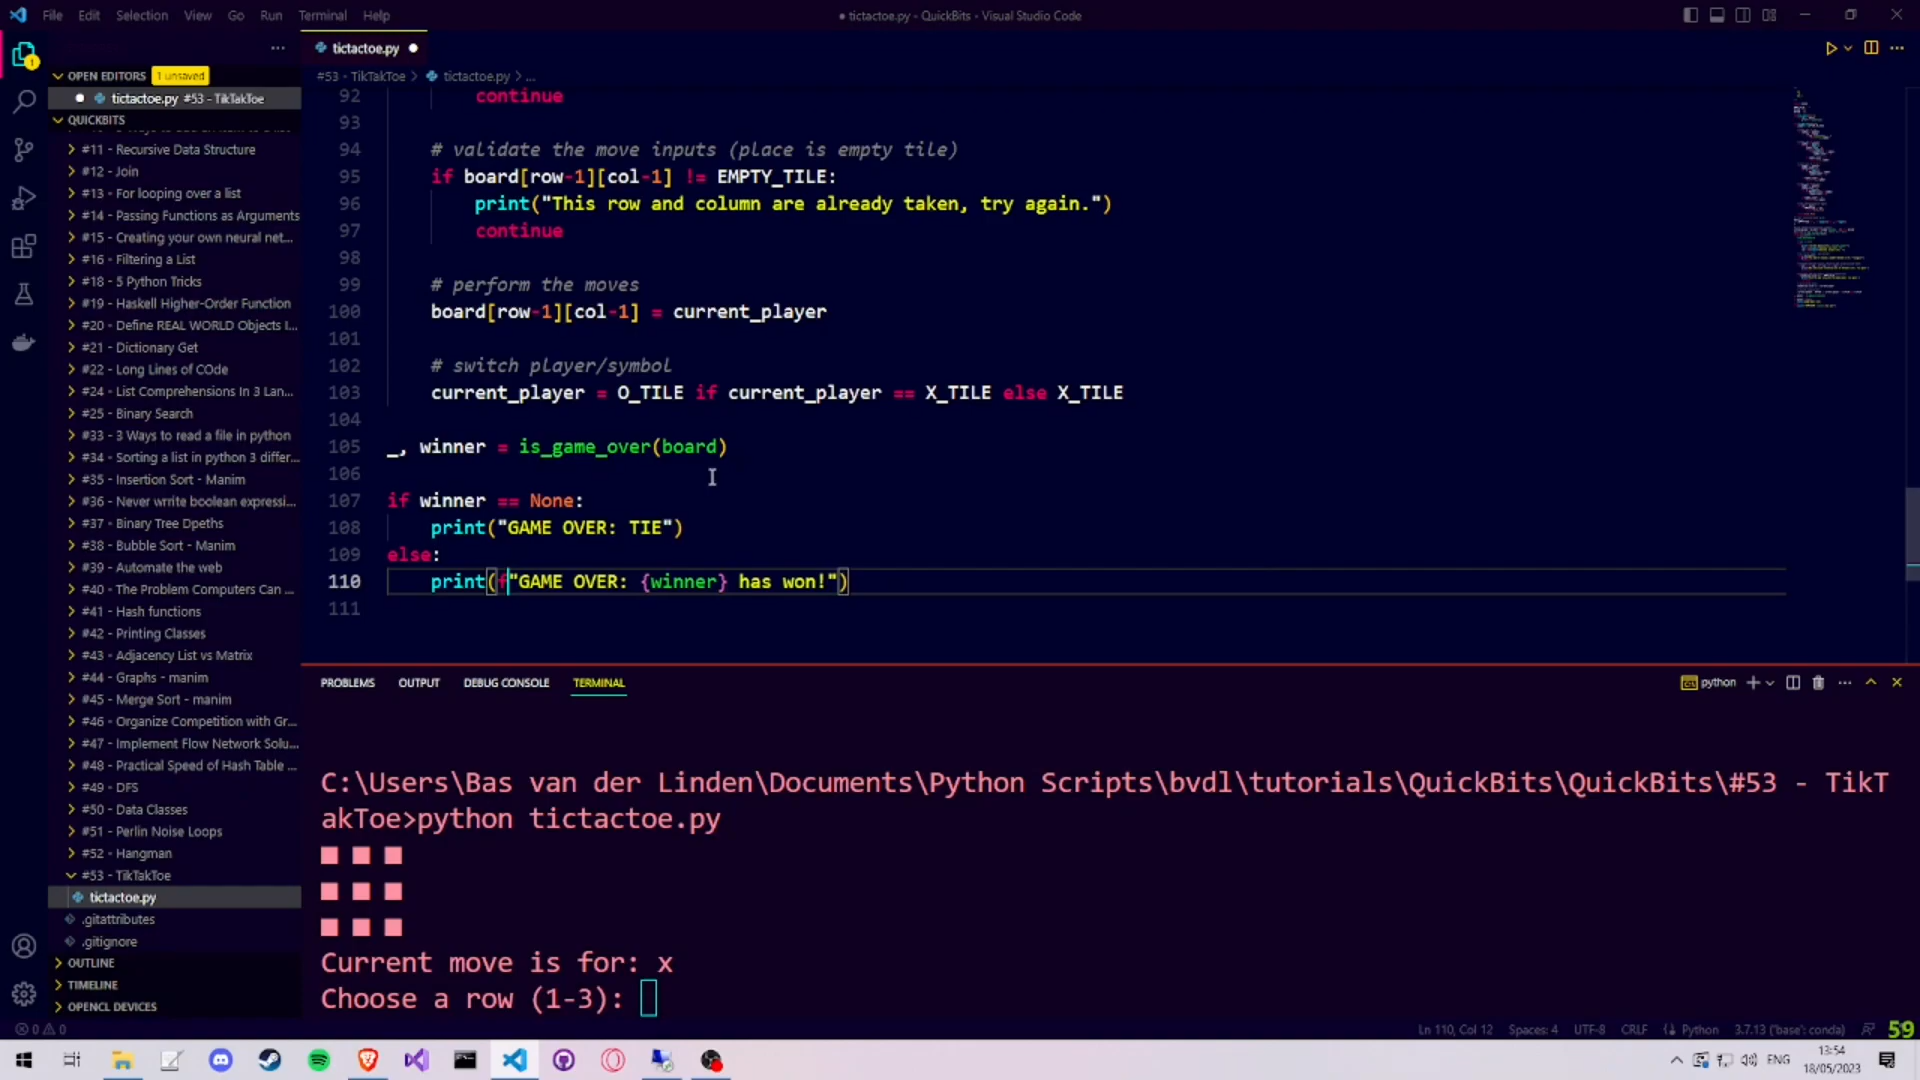 File Edit Selection View Go Run Terminal Help
● tictactoe.py - QuickBits - Visual Studio Code
OPEN EDITORS 1 unsaved
tictactoe.py #53 - TikTakToe
QUICKBITS
#11 - Recursive Data Structure
#12 - Join
#13 - For looping over a list
#14 - Passing Functions as Arguments
#15 - Creating your own neural net...
#16 - Filtering a List
#18 - 5 Python Tricks
#19 - Haskell Higher-Order Function
#20 - Define REAL WORLD Objects I...
#21 - Dictionary Get
#22 - Long Lines of COde
#24 - List Comprehensions In 3 Lan...
#25 - Binary Search
#33 - 3 Ways to read a file in python
#34 - Sorting a list in python 3 differ...
#35 - Insertion Sort - Manim
#36 - Never wrrite boolean expressi...
#37 - Binary Tree Dpeths
#38 - Bubble Sort - Manim
#39 - Automate the web
#40 - The Problem Computers Can ...
#41 - Hash functions
#42 - Printing Classes
#43 - Adjacency List vs Matrix
#44 - Graphs - manim
#45 - Merge Sort - manim
#46 - Organize Competition with Gr...
#47 - Implement Flow Network Solu...
#48 - Practical Speed of Hash Table ...
#49 - DFS
#50 - Data Classes
#51 - Perlin Noise Loops
#52 - Hangman
#53 - TikTakToe
tictactoe.py
.gitattributes
.gitignore
OUTLINE
TIMELINE
OPENCL DEVICES
tictactoe.py
#53 - TikTakToe > tictactoe.py > ...
92 continue
93
94 # validate the move inputs (place is empty tile)
95 if board[row-1][col-1] != EMPTY_TILE:
96 print("This row and column are already taken, try again.")
97 continue
98
99 # perform the moves
100 board[row-1][col-1] = current_player
101
102 # switch player/symbol
103 current_player = O_TILE if current_player == X_TILE else X_TILE
104
105 _, winner = is_game_over(board)
106
107 if winner == None:
108 print("GAME OVER: TIE")
109 else:
110 print(f"GAME OVER: {winner} has won!")
111
PROBLEMS OUTPUT DEBUG CONSOLE TERMINAL
python
C:\Users\Bas van der Linden\Documents\Python Scripts\bvdl\tutorials\QuickBits\QuickBits\#53 - TikT
akToe>python tictactoe.py
Current move is for: x
Choose a row (1-3):
0 0 Ln 110, Col 12 Spaces: 4 UTF-8 CRLF Python 3.7.13 ('base': conda)
59
ENG
13:54
18/05/2023